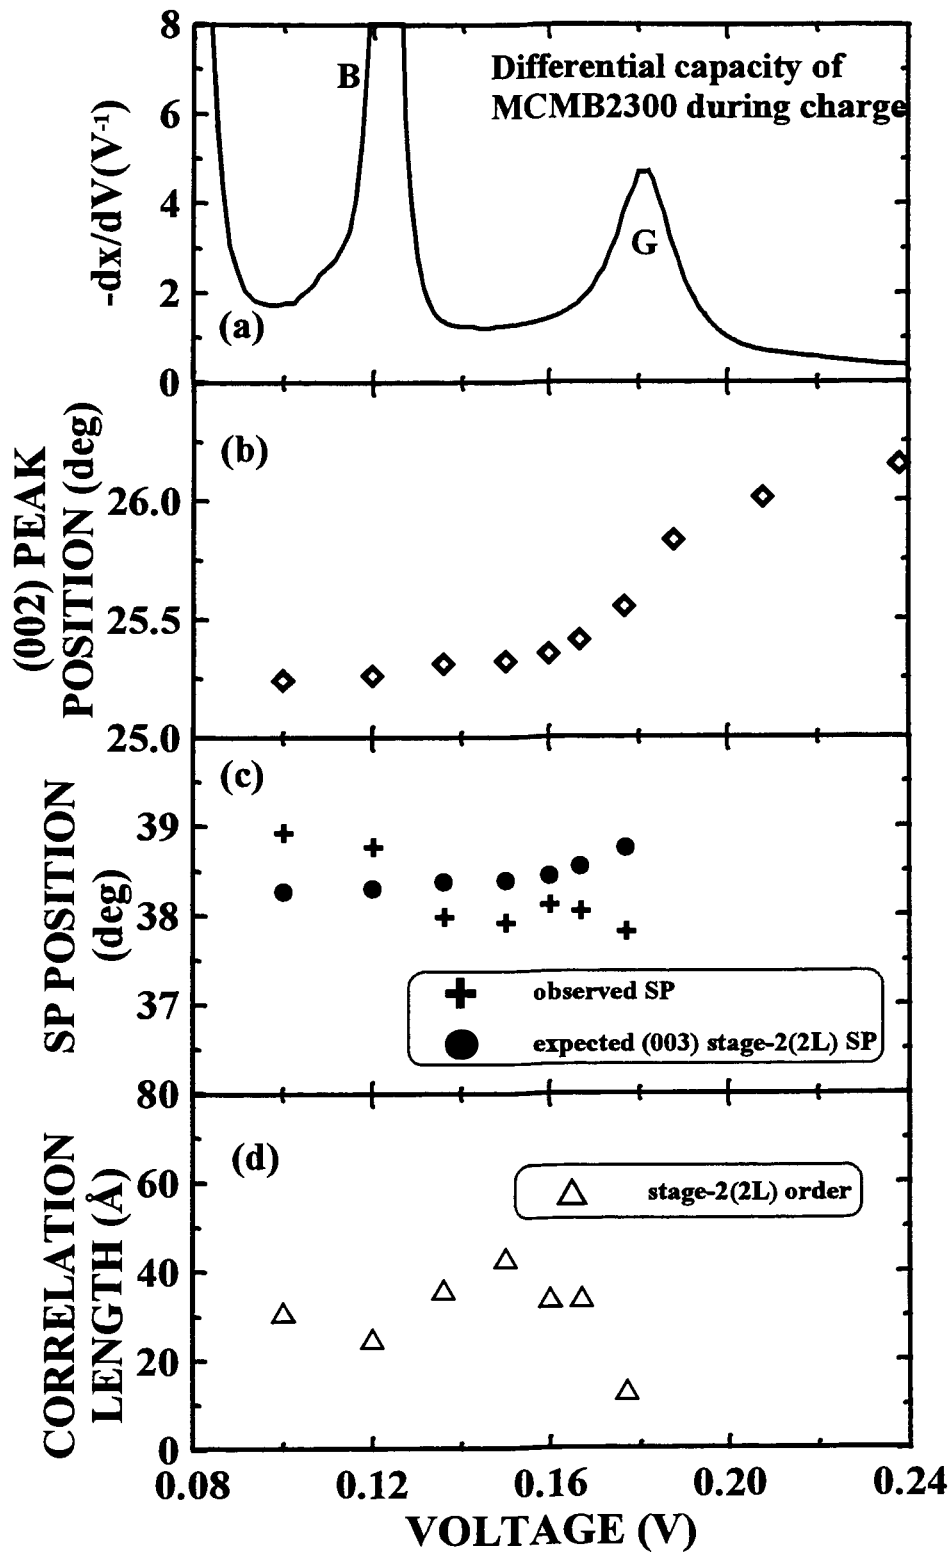 8
6
4
2
0
-dx/dV(V⁻¹)
B
Differential capacity of
MCMB2300 during charge
G
(a)
(b)
(002) PEAK
POSITION (deg)
26.0
25.5
25.0
(c)
SP POSITION
(deg)
39
38
37
observed SP
expected (003) stage-2(2L) SP
80
(d)
CORRELATION
LENGTH (Å)
60
40
20
0
stage-2(2L) order
0.08 0.12 0.16 0.20 0.24
VOLTAGE (V)